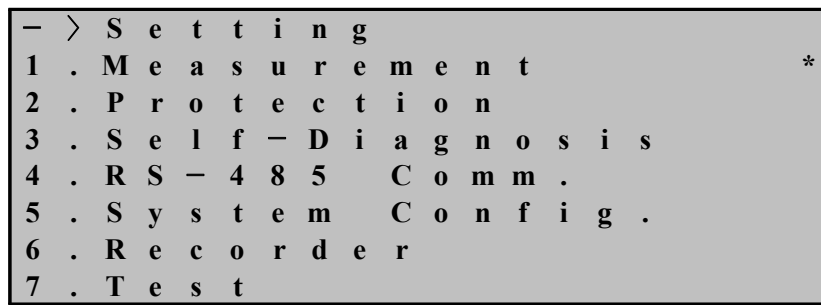 −〉Setting
1.Measurement *
2.Protection
3.Self−Diagnosis
4.RS−485 Comm.
5.System Config.
6.Recorder
7.Test